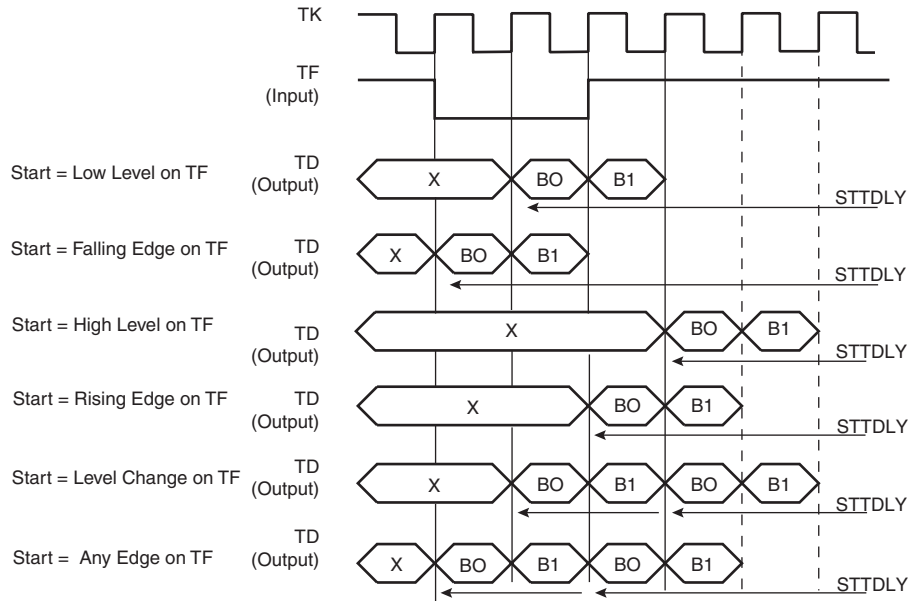 TK
TF
(Input)
Start = Low Level on TF
TD
(Output)
X
BO
B1
STTDLY
Start = Falling Edge on TF
TD
(Output)
X
BO
B1
STTDLY
Start = High Level on TF
TD
(Output)
X
BO
B1
STTDLY
Start = Rising Edge on TF
TD
(Output)
X
BO
B1
STTDLY
Start = Level Change on TF
TD
(Output)
X
BO
B1
BO
B1
STTDLY
Start = Any Edge on TF
TD
(Output)
X
BO
B1
BO
B1
STTDLY